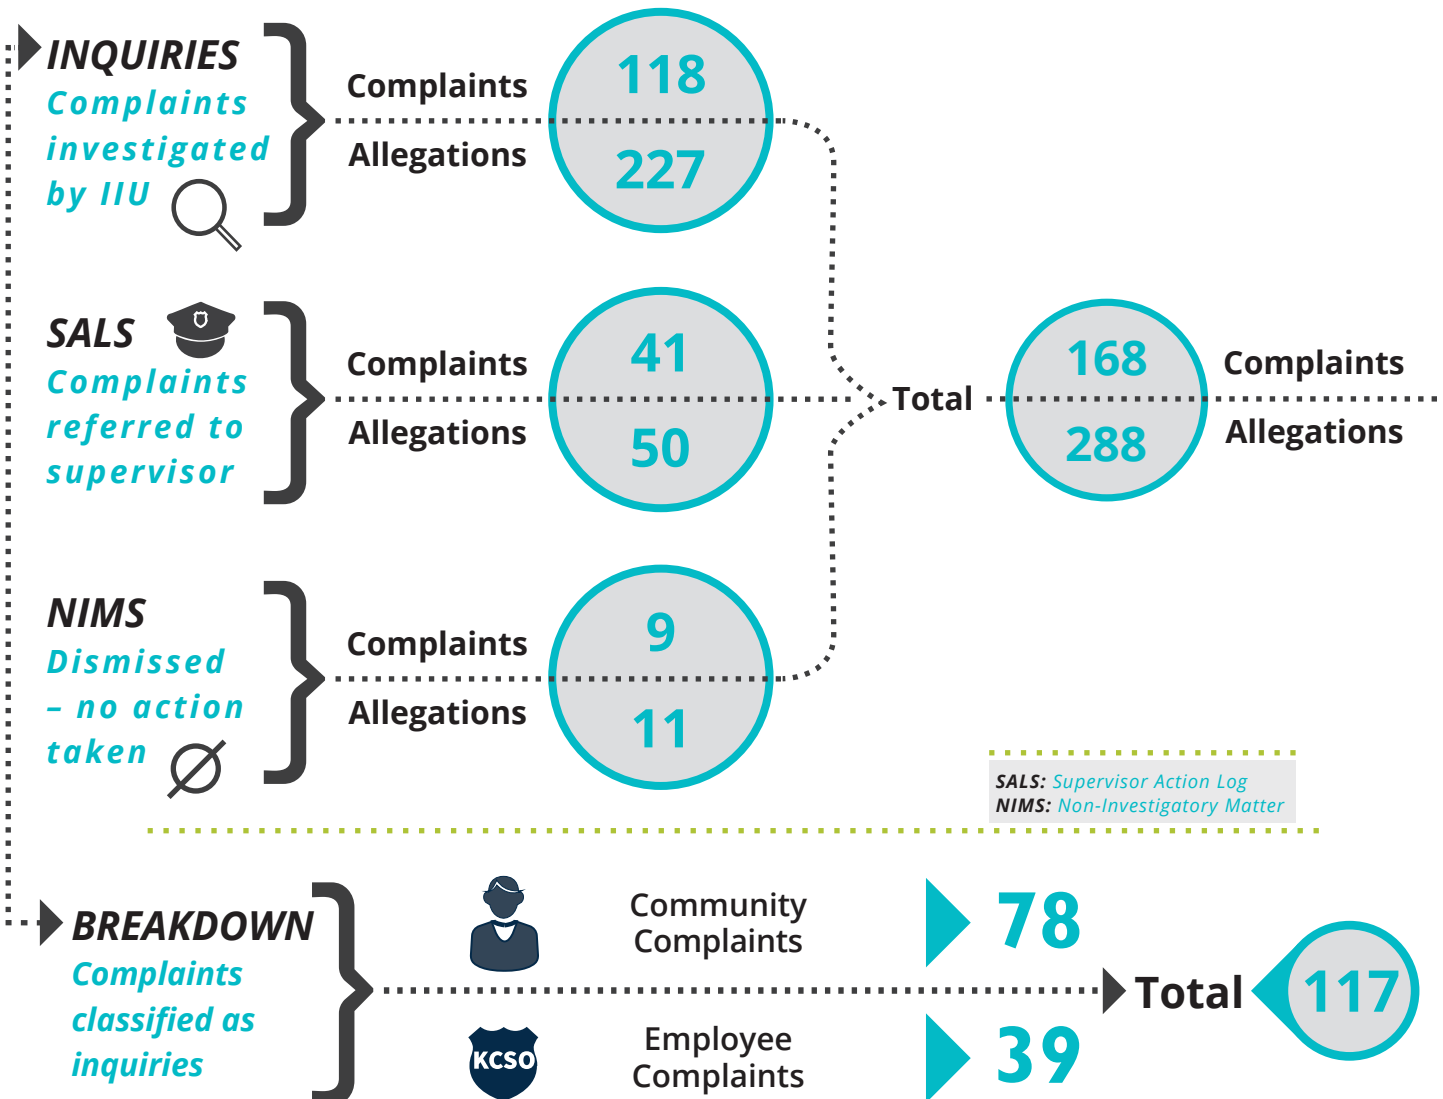 INQUIRIES
Complaints
investigated
by IIU
Complaints
118
Allegations
227
SALS
Complaints
referred to
supervisor
Complaints
41
Allegations
50
Total
168
Complaints
288
Allegations
NIMS
Dismissed
– no action
taken
Complaints
9
Allegations
11
SALS: Supervisor Action Log
NIMS: Non-Investigatory Matter
BREAKDOWN
Complaints
classified as
inquiries
Community
Complaints
78
KCSO
Employee
Complaints
39
Total
117